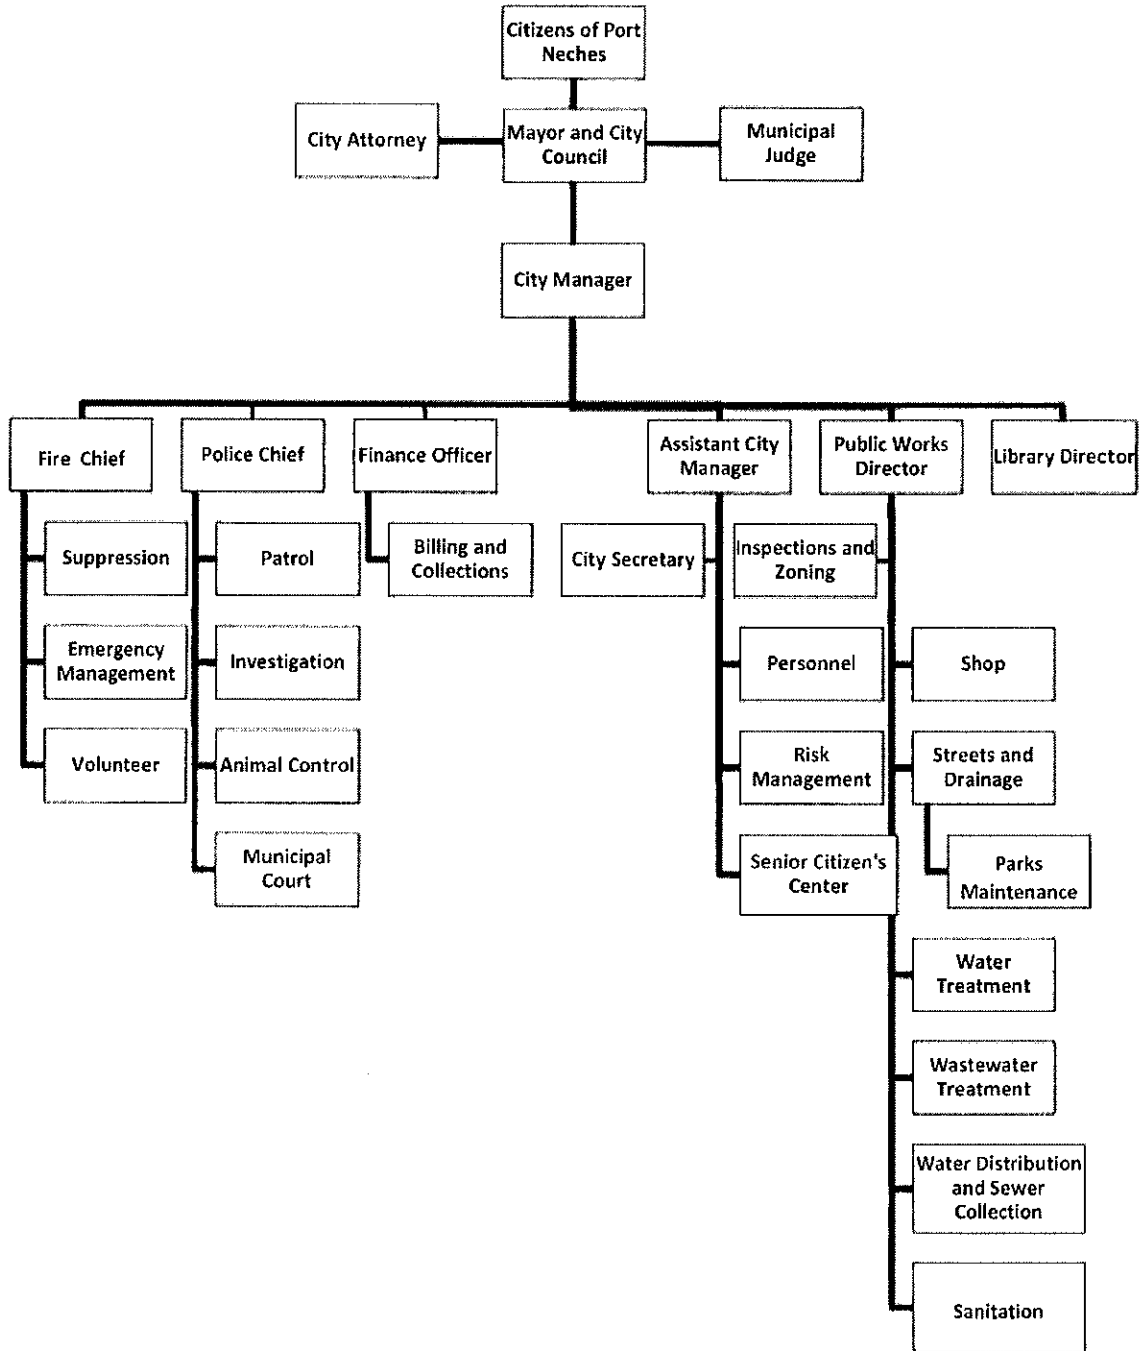 Citizens of Port
Neches
City Attorney
Mayor and City
Council
Municipal
Judge
City Manager
Fire Chief
Police Chief
Finance Officer
Assistant City
Manager
Public Works
Director
Library Director
Suppression
Patrol
Billing and
Collections
City Secretary
Inspections and
Zoning
Emergency
Management
Investigation
Personnel
Shop
Volunteer
Animal Control
Risk
Management
Streets and
Drainage
Municipal
Court
Senior Citizen's
Center
Parks
Maintenance
Water
Treatment
Wastewater
Treatment
Water Distribution
and Sewer
Collection
Sanitation